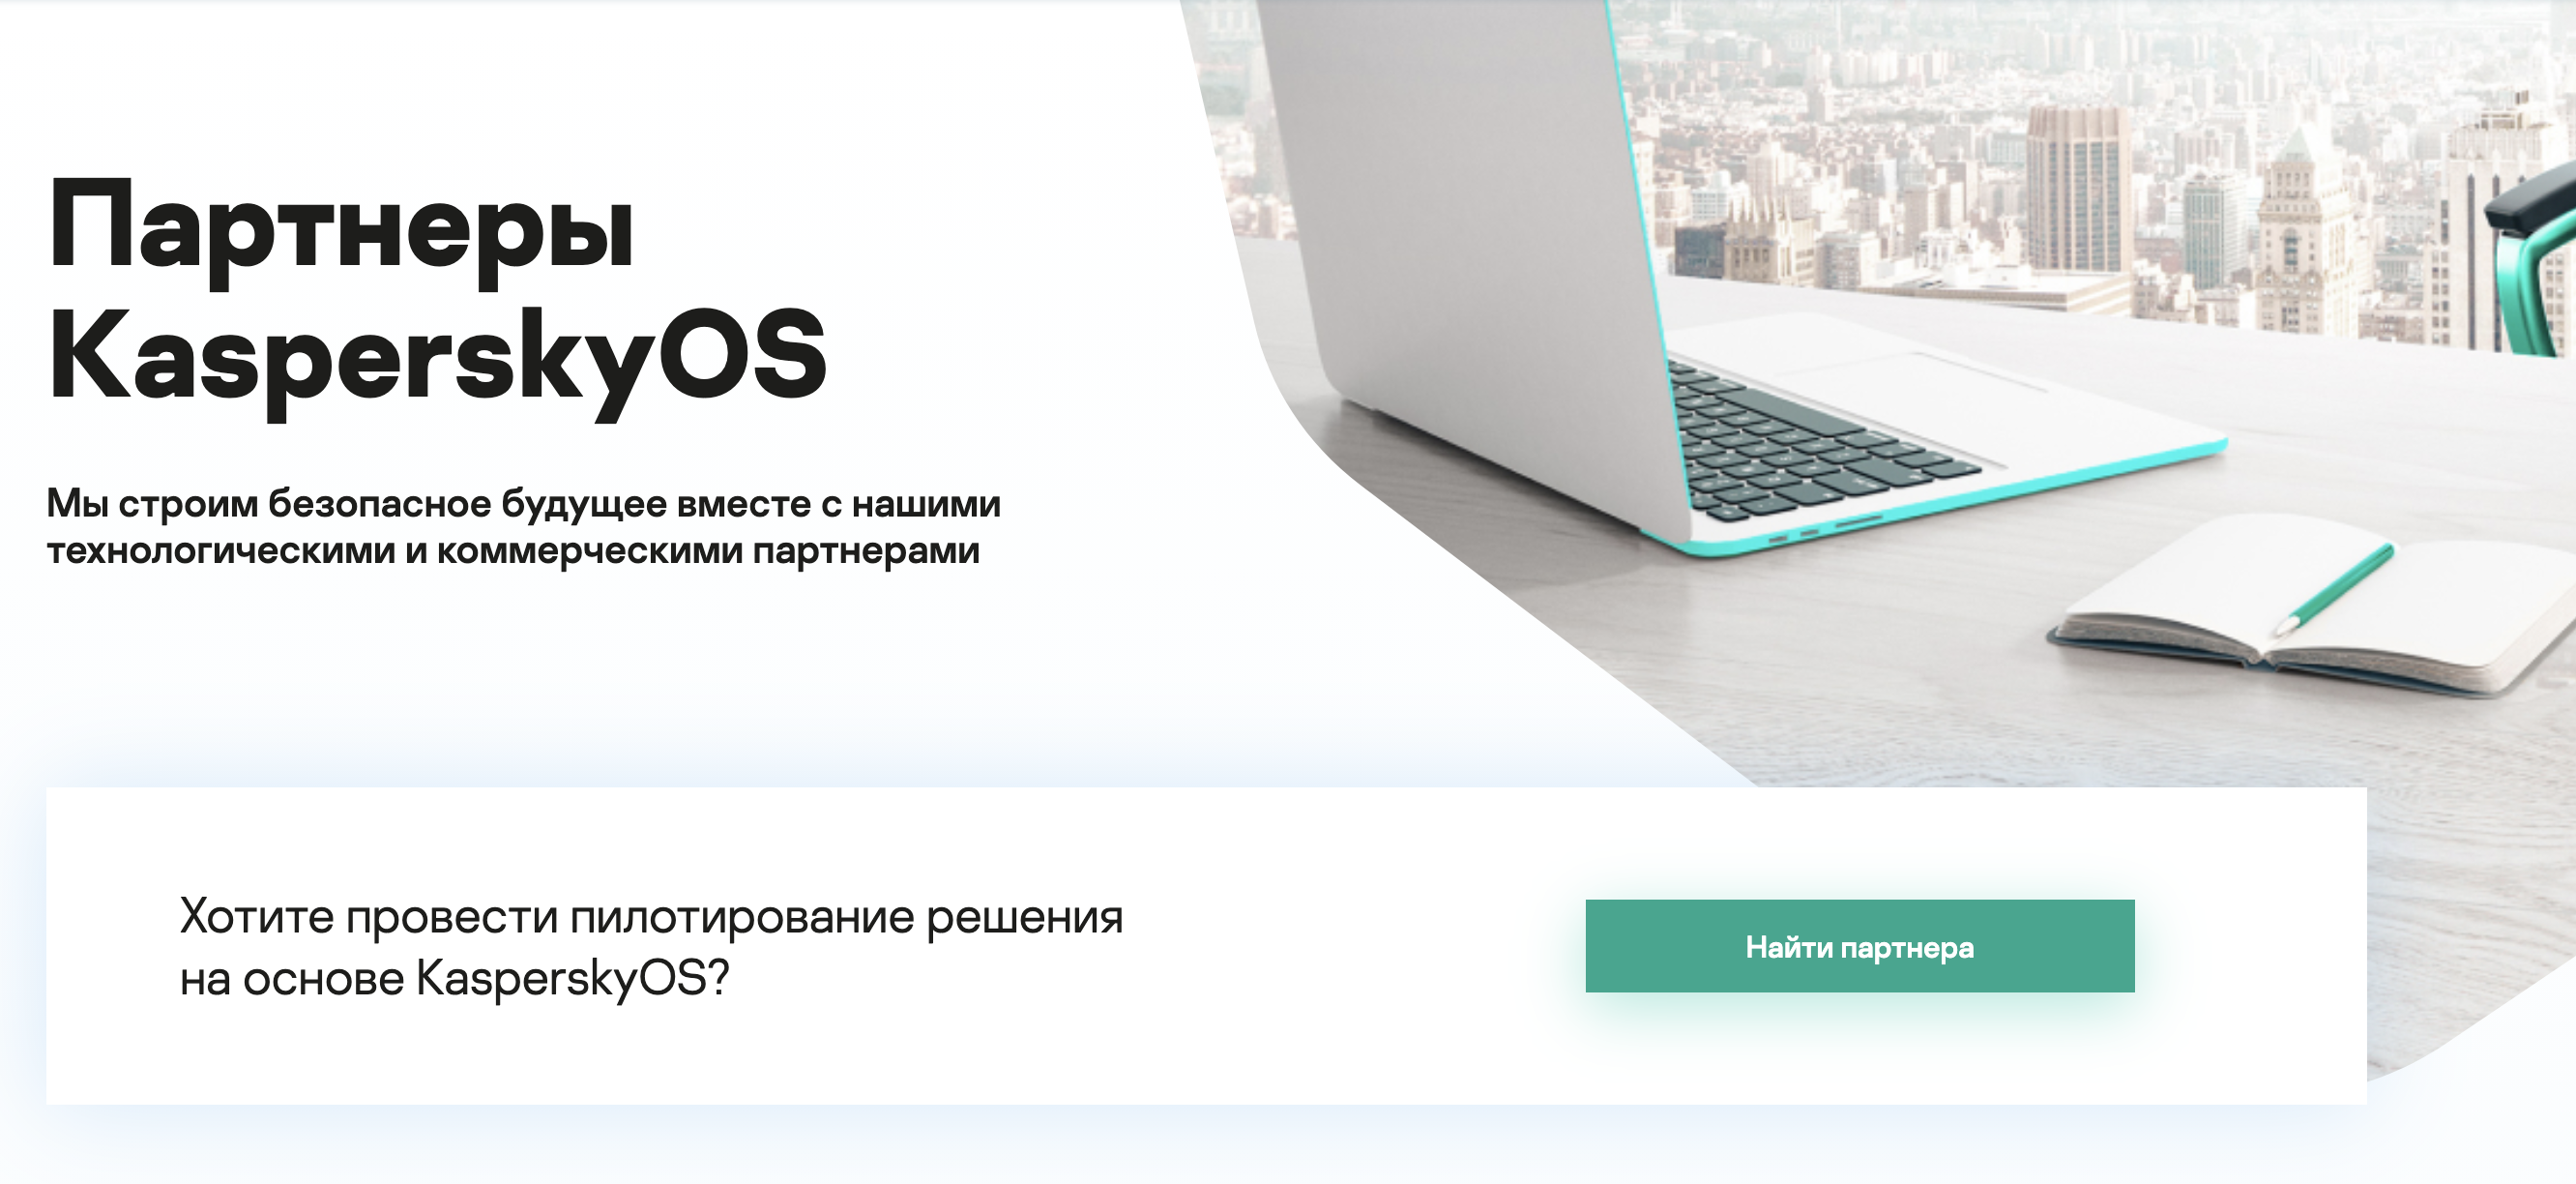 Партнеры
KasperskyOS
Мы строим безопасное будущее вместе с нашими
технологическими и коммерческими партнерами
Хотите провести пилотирование решения
на основе KasperskyOS?
Найти партнера